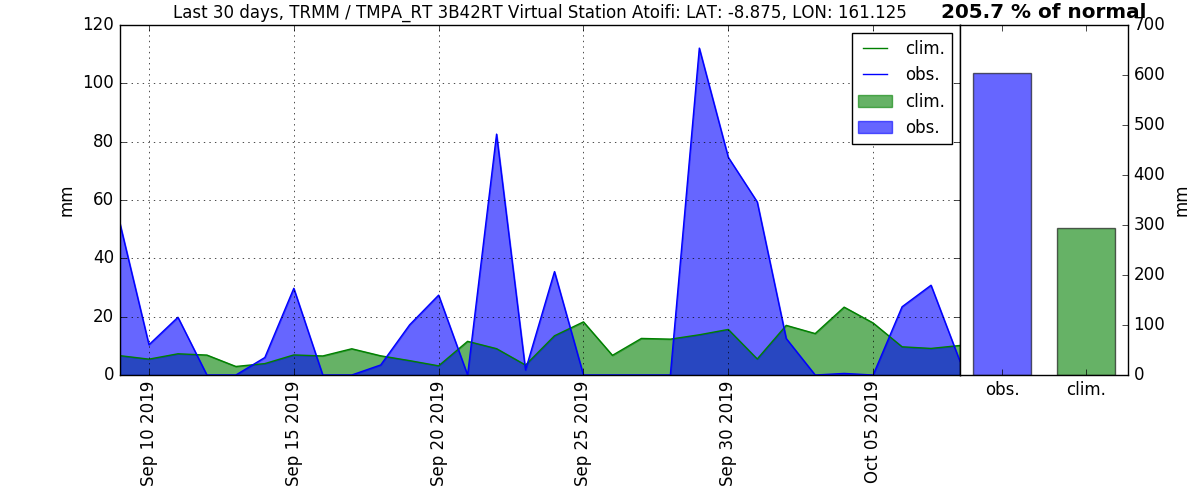 Last 30 days, TRMM / TMPA_RT 3B42RT Virtual Station Atoifi: LAT: -8.875, LON: 161.125
205.7 % of normal
120
100
80
60
40
20
0
mm
clim.
obs.
clim.
obs.
Sep 10 2019
Sep 15 2019
Sep 20 2019
Sep 25 2019
Sep 30 2019
Oct 05 2019
700
600
500
400
300
200
100
0
mm
obs.
clim.